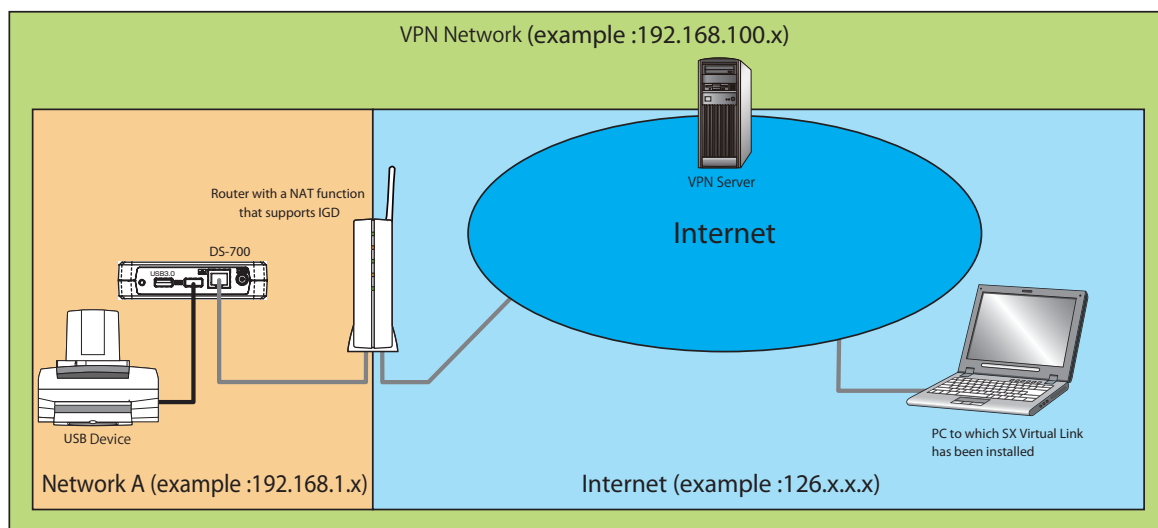 VPN Network (example :192.168.100.x)
VPN Server
Router with a NAT function
that supports IGD
Internet
DS-700
USB3.0
USB Device
PC to which SX Virtual Link
has been installed
Network A (example :192.168.1.x)
Internet (example :126.x.x.x)